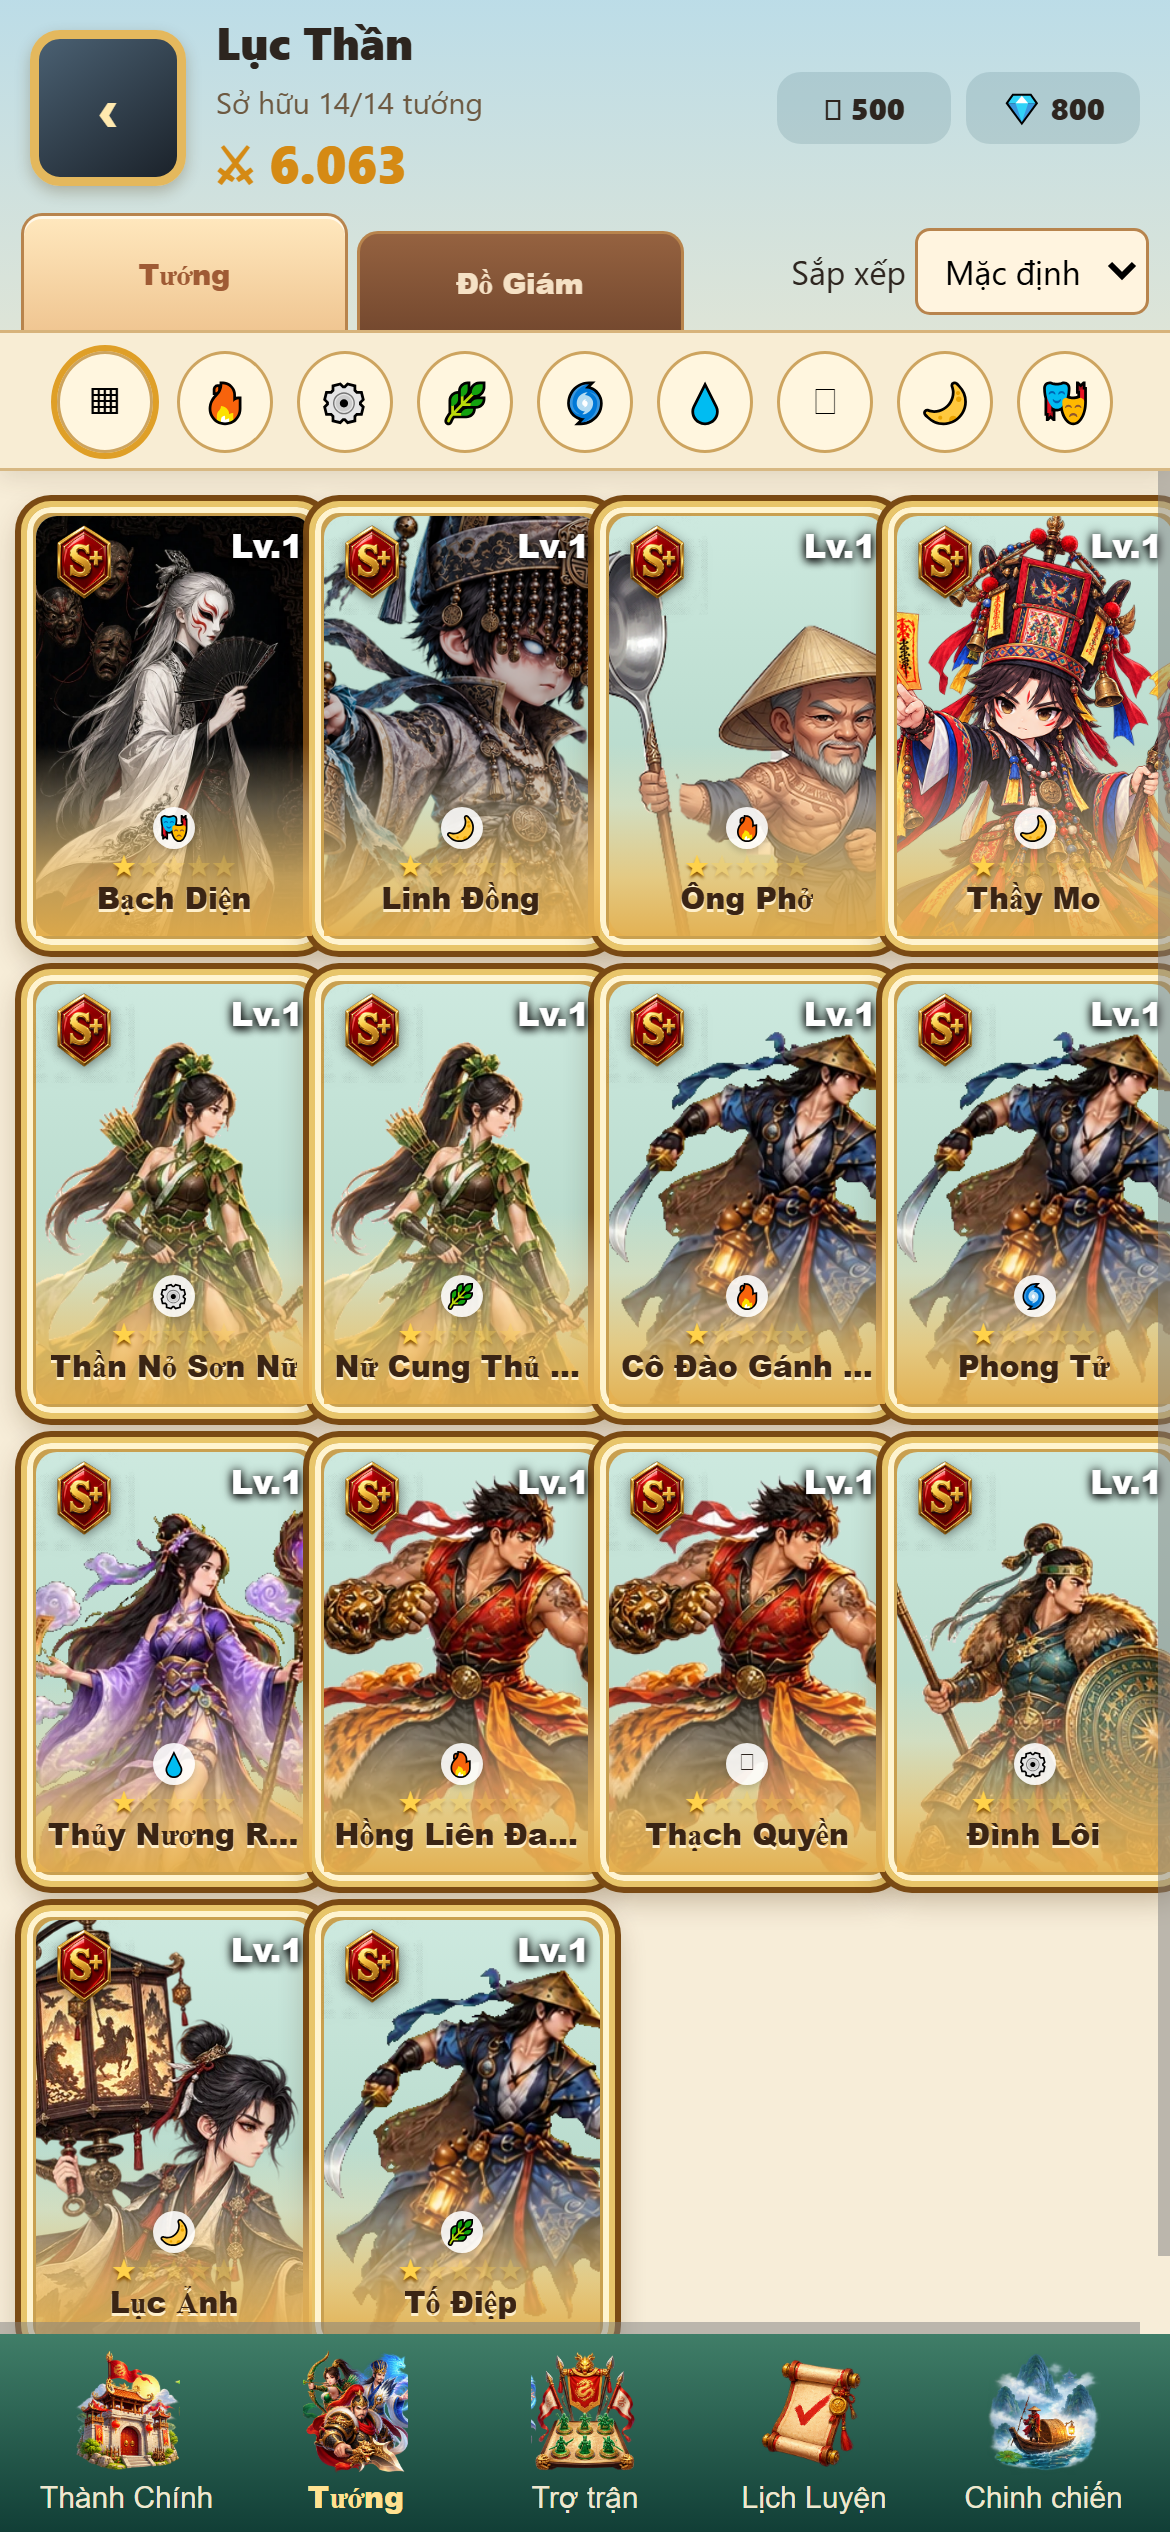 Lục Thần
Sở hữu 14/14 tướng
6.063
500
800
Tướng
Đồ Giám
Sắp xếp
Mặc định
S+ Lv.1
S+ Lv.1
S+ Lv.1
S+ Lv.1
Bạch Diện
Linh Đồng
Ông Phở
Thầy Mo
S+ Lv.1
S+ Lv.1
S+ Lv.1
S+ Lv.1
Thần Nỏ Sơn Nữ
Nữ Cung Thủ ...
Cô Đào Gánh ...
Phong Tử
S+ Lv.1
S+ Lv.1
S+ Lv.1
S+ Lv.1
Thủy Nương R...
Hồng Liên Đa...
Thạch Quyền
Đình Lôi
S+ Lv.1
S+ Lv.1
Lục Ảnh
Tố Điệp
Thành Chính
Tướng
Trợ trận
Lịch Luyện
Chinh chiến